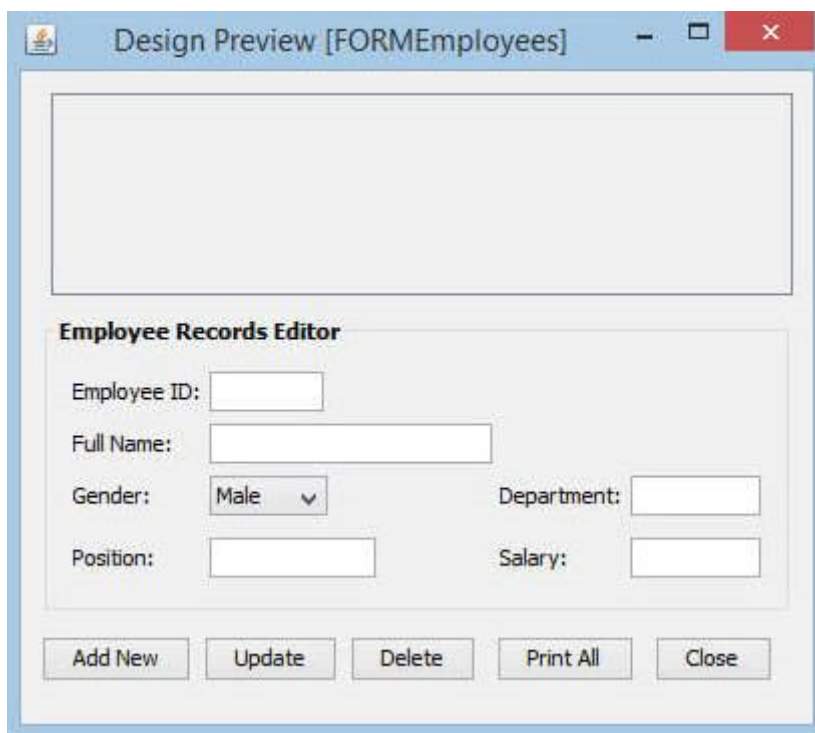 Design Preview [FORMEmployees]
Employee Records Editor
Employee ID:
Full Name:
Gender: Male Department:
Position: Salary:
Add New Update Delete Print All Close